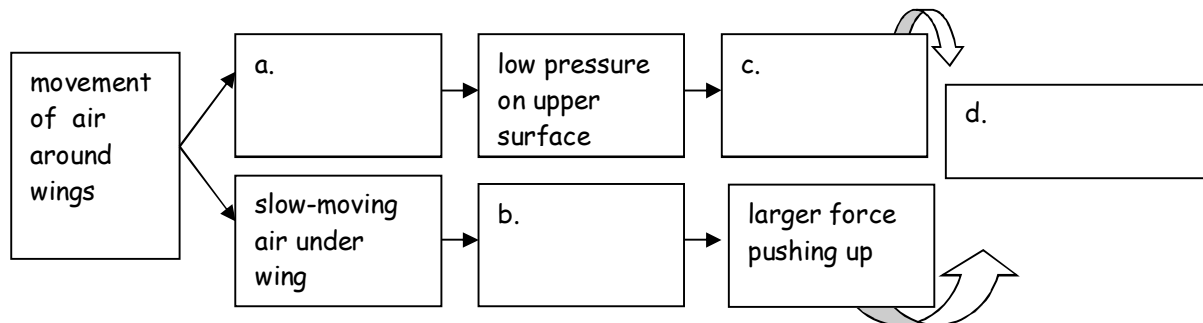 movement
of air
around
wings
a.
low pressure
on upper
surface
c.
d.
slow-moving
air under
wing
b.
larger force
pushing up